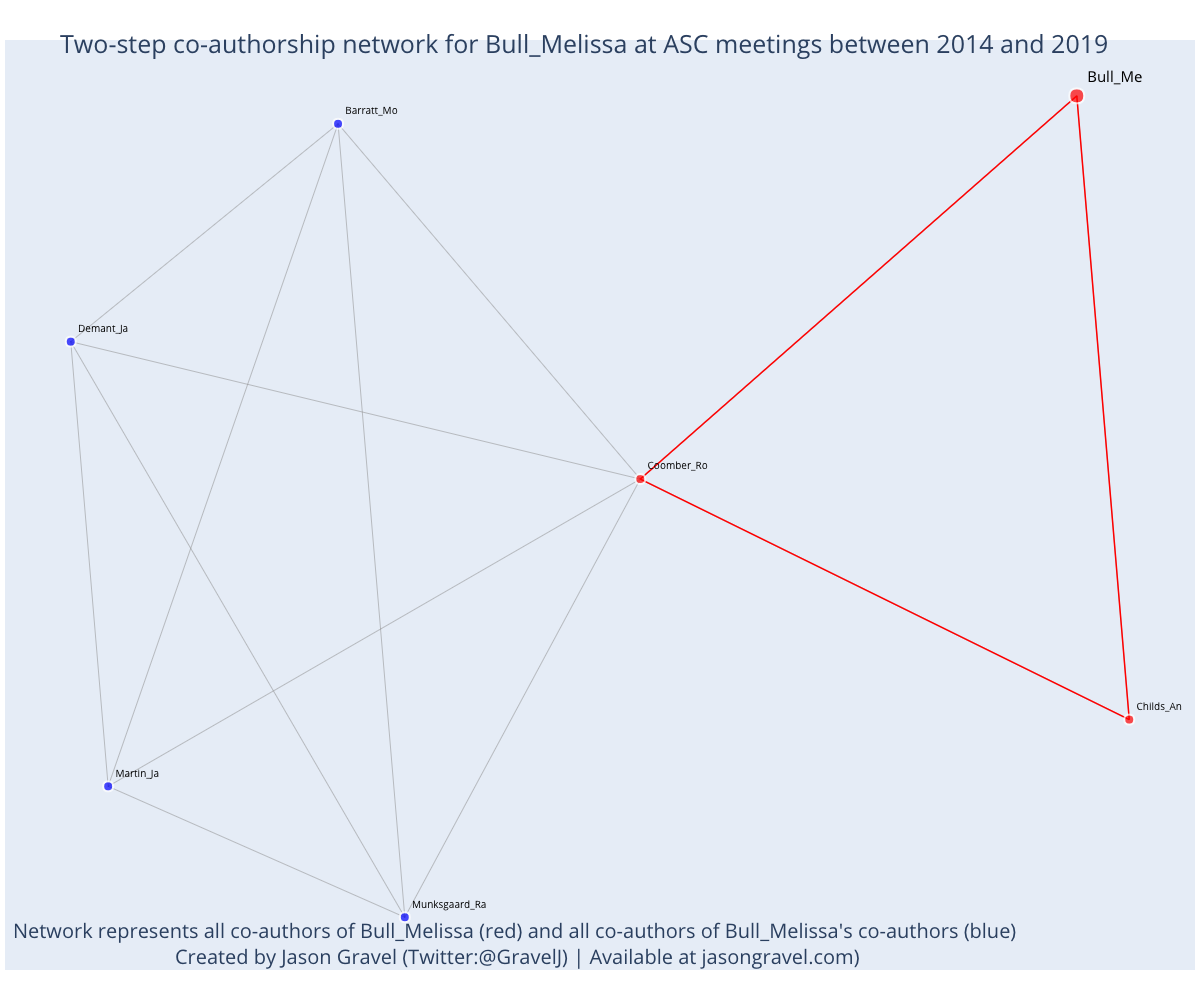 Two-step co-authorship network for Bull_Melissa at ASC meetings between 2014 and 2019
Bull_Me
Barratt_Mo
Demant_Ja
Coomber_Ro
Childs_An
Martin_Ja
Munksgaard_Ra
Network represents all co-authors of Bull_Melissa (red) and all co-authors of Bull_Melissa's co-authors (blue)
Created by Jason Gravel (Twitter:@GravelJ) | Available at jasongravel.com)